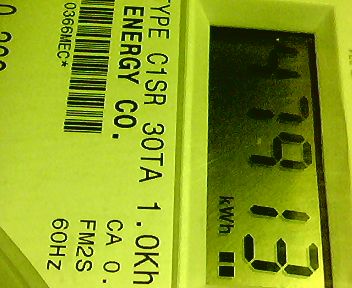 47913
kWh
TYPE C1SR 30TA 1.0Kh
ENERGY CO.
CA 0.
FM2S
0366MEC*
60HZ